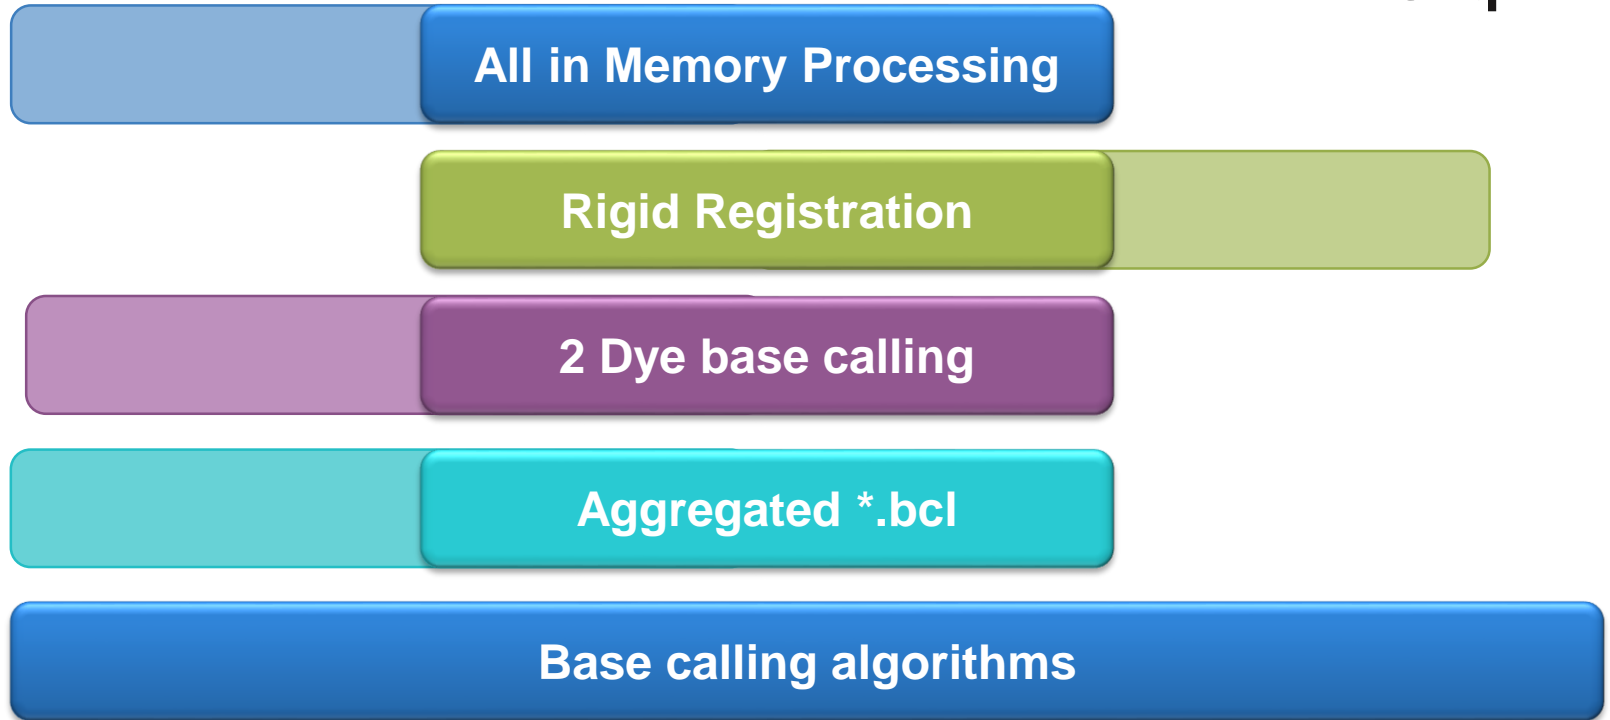 All in Memory Processing
Rigid Registration
2 Dye base calling
Aggregated *.bcl
Base calling algorithms